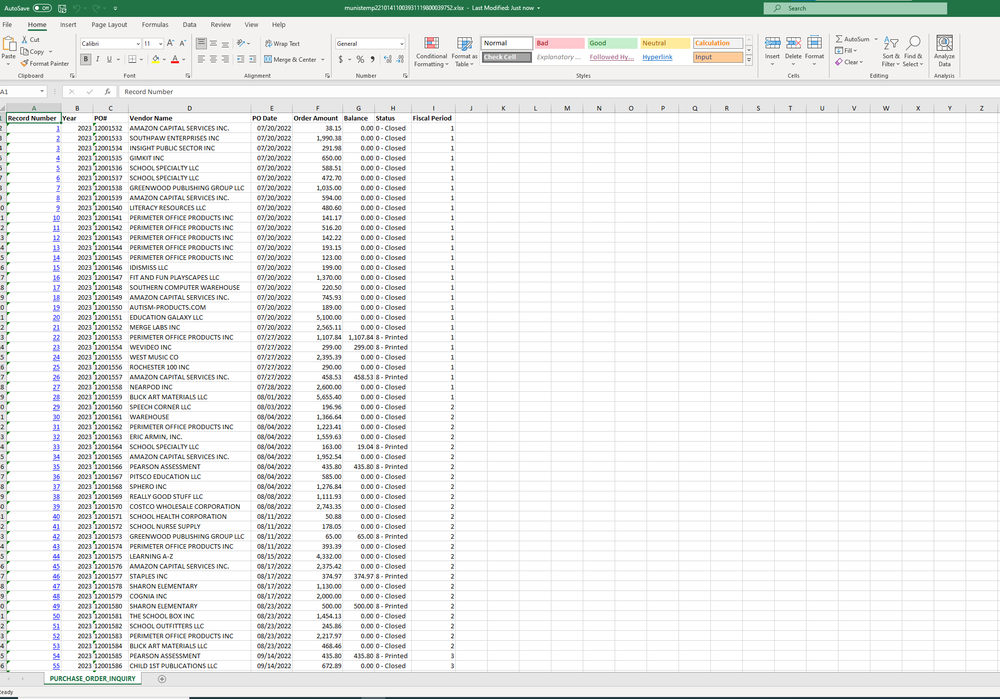 AutoSave Off munistemp22101411003931119800039752.xlsx - Last Modified: Just now Search
File Home Insert Page Layout Formulas Data Review View Help
Paste Cut Copy Format Painter Clipboard
Calibri 11 A A B I U A Font
Wrap Text Merge & Center Alignment
General $ % Number
Conditional Formatting Format as Table
Normal Bad Good Neutral Calculation
Check Cell Explanatory ... Followed Hy... Hyperlink Input
Styles
Insert Delete Format Cells
AutoSum Fill Clear Sort & Filter Find & Select Editing
Analyze Data Analysis
A1 fx Record Number
A B C D E F G H I J K L M N O P Q R S T U V W X Y Z
Record Number Year PO# Vendor Name PO Date Order Amount Balance Status Fiscal Period
1 2023 12001532 AMAZON CAPITAL SERVICES INC. 07/20/2022 38.15 0.00 0 - Closed 1
2 2023 12001533 SOUTHPAW ENTERPRISES INC 07/20/2022 1,990.38 0.00 0 - Closed 1
3 2023 12001534 INSIGHT PUBLIC SECTOR INC 07/20/2022 291.98 0.00 0 - Closed 1
4 2023 12001535 GIMKIT INC 07/20/2022 650.00 0.00 0 - Closed 1
5 2023 12001536 SCHOOL SPECIALTY LLC 07/20/2022 588.51 0.00 0 - Closed 1
6 2023 12001537 SCHOOL SPECIALTY LLC 07/20/2022 472.70 0.00 0 - Closed 1
7 2023 12001538 GREENWOOD PUBLISHING GROUP LLC 07/20/2022 1,035.00 0.00 0 - Closed 1
8 2023 12001539 AMAZON CAPITAL SERVICES INC. 07/20/2022 594.00 0.00 0 - Closed 1
9 2023 12001540 LITERACY RESOURCES LLC 07/20/2022 480.60 0.00 0 - Closed 1
10 2023 12001541 PERIMETER OFFICE PRODUCTS INC 07/20/2022 141.17 0.00 0 - Closed 1
11 2023 12001542 PERIMETER OFFICE PRODUCTS INC 07/20/2022 516.20 0.00 0 - Closed 1
12 2023 12001543 PERIMETER OFFICE PRODUCTS INC 07/20/2022 142.22 0.00 0 - Closed 1
13 2023 12001544 PERIMETER OFFICE PRODUCTS INC 07/20/2022 193.15 0.00 0 - Closed 1
14 2023 12001545 PERIMETER OFFICE PRODUCTS INC 07/20/2022 123.00 0.00 0 - Closed 1
15 2023 12001546 IDISMISS LLC 07/20/2022 199.00 0.00 0 - Closed 1
16 2023 12001547 FIT AND FUN PLAYSCAPES LLC 07/20/2022 1,370.00 0.00 0 - Closed 1
17 2023 12001548 SOUTHERN COMPUTER WAREHOUSE 07/20/2022 220.50 0.00 0 - Closed 1
18 2023 12001549 AMAZON CAPITAL SERVICES INC. 07/20/2022 745.93 0.00 0 - Closed 1
19 2023 12001550 AUTISM-PRODUCTS.COM 07/20/2022 189.00 0.00 0 - Closed 1
20 2023 12001551 EDUCATION GALAXY LLC 07/20/2022 5,100.00 0.00 0 - Closed 1
21 2023 12001552 MERGE LABS INC 07/20/2022 2,565.11 0.00 0 - Closed 1
22 2023 12001553 PERIMETER OFFICE PRODUCTS INC 07/27/2022 1,107.84 1,107.84 8 - Printed 1
23 2023 12001554 WEVIDEO INC 07/27/2022 299.00 299.00 8 - Printed 1
24 2023 12001555 WEST MUSIC CO 07/27/2022 2,395.39 0.00 0 - Closed 1
25 2023 12001556 ROCHESTER 100 INC 07/27/2022 290.00 0.00 0 - Closed 1
26 2023 12001557 AMAZON CAPITAL SERVICES INC. 07/27/2022 458.53 458.53 8 - Printed 1
27 2023 12001558 NEARPOD INC 07/28/2022 2,600.00 0.00 0 - Closed 1
28 2023 12001559 BLICK ART MATERIALS LLC 08/01/2022 5,655.40 0.00 0 - Closed 1
29 2023 12001560 SPEECH CORNER LLC 08/03/2022 196.96 0.00 0 - Closed 2
30 2023 12001561 WAREHOUSE 08/04/2022 1,366.64 0.00 0 - Closed 2
31 2023 12001562 PERIMETER OFFICE PRODUCTS INC 08/04/2022 1,223.41 0.00 0 - Closed 2
32 2023 12001563 ERIC ARMIN, INC. 08/04/2022 1,559.63 0.00 0 - Closed 2
33 2023 12001564 SCHOOL SPECIALTY LLC 08/04/2022 163.00 19.04 8 - Printed 2
34 2023 12001565 AMAZON CAPITAL SERVICES INC. 08/04/2022 1,952.54 0.00 0 - Closed 2
35 2023 12001566 PEARSON ASSESSMENT 08/04/2022 435.80 435.80 8 - Printed 2
36 2023 12001567 PITSCO EDUCATION LLC 08/04/2022 585.00 0.00 0 - Closed 2
37 2023 12001568 SPHERO INC 08/04/2022 1,276.84 0.00 0 - Closed 2
38 2023 12001569 REALLY GOOD STUFF LLC 08/08/2022 1,111.93 0.00 0 - Closed 2
39 2023 12001570 COSTCO WHOLESALE CORPORATION 08/08/2022 2,743.35 0.00 0 - Closed 2
40 2023 12001571 SCHOOL HEALTH CORPORATION 08/11/2022 50.88 0.00 0 - Closed 2
41 2023 12001572 SCHOOL NURSE SUPPLY 08/11/2022 178.05 0.00 0 - Closed 2
42 2023 12001573 GREENWOOD PUBLISHING GROUP LLC 08/11/2022 65.00 65.00 8 - Printed 2
43 2023 12001574 PERIMETER OFFICE PRODUCTS INC 08/11/2022 393.39 0.00 0 - Closed 2
44 2023 12001575 LEARNING A-Z 08/15/2022 4,332.00 0.00 0 - Closed 2
45 2023 12001576 AMAZON CAPITAL SERVICES INC. 08/17/2022 2,375.42 0.00 0 - Closed 2
46 2023 12001577 STAPLES INC 08/17/2022 374.97 374.97 8 - Printed 2
47 2023 12001578 SHARON ELEMENTARY 08/17/2022 1,130.00 0.00 0 - Closed 2
48 2023 12001579 COGNIA INC 08/17/2022 2,000.00 0.00 0 - Closed 2
49 2023 12001580 SHARON ELEMENTARY 08/23/2022 500.00 500.00 8 - Printed 2
50 2023 12001581 THE SCHOOL BOX INC 08/23/2022 1,454.13 0.00 0 - Closed 2
51 2023 12001582 SCHOOL OUTFITTERS LLC 08/23/2022 245.86 0.00 0 - Closed 2
52 2023 12001583 PERIMETER OFFICE PRODUCTS INC 08/23/2022 2,217.97 0.00 0 - Closed 2
53 2023 12001584 BLICK ART MATERIALS LLC 08/23/2022 468.46 0.00 0 - Closed 2
54 2023 12001585 PEARSON ASSESSMENT 09/14/2022 435.80 435.80 8 - Printed 3
55 2023 12001586 CHILD 1ST PUBLICATIONS LLC 09/14/2022 672.89 0.00 0 - Closed 3
PURCHASE_ORDER_INQUIRY